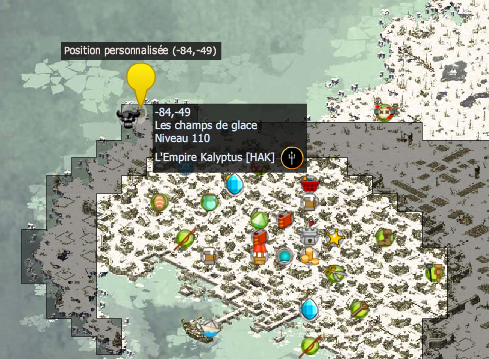 Position personnalisée (-84,-49)
-84,-49
Les champs de glace
Niveau 110
L'Empire Kalyptus [HAK]